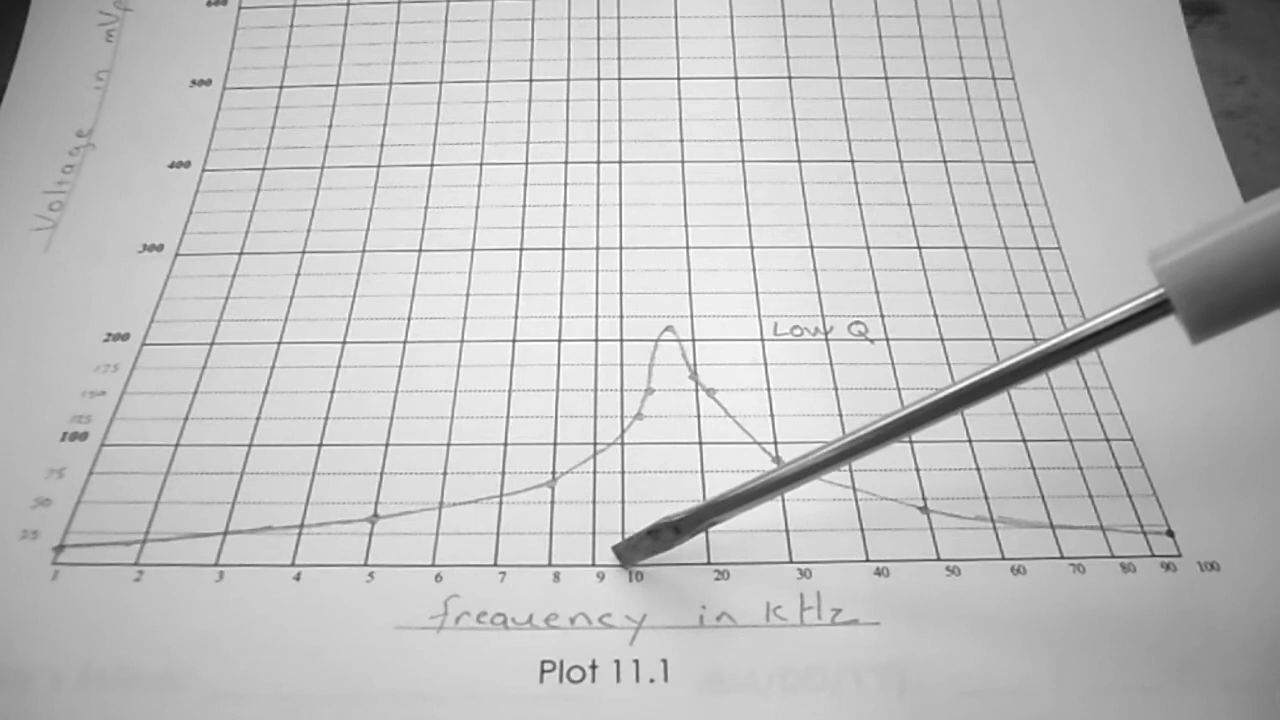 600
Voltage in mVp
500
400
300
200
Low Q
175
150
125
100
75
50
25
1 2 3 4 5 6 7 8 9 10 20 30 40 50 60 70 80 90 100
frequency in kHz
Plot 11.1